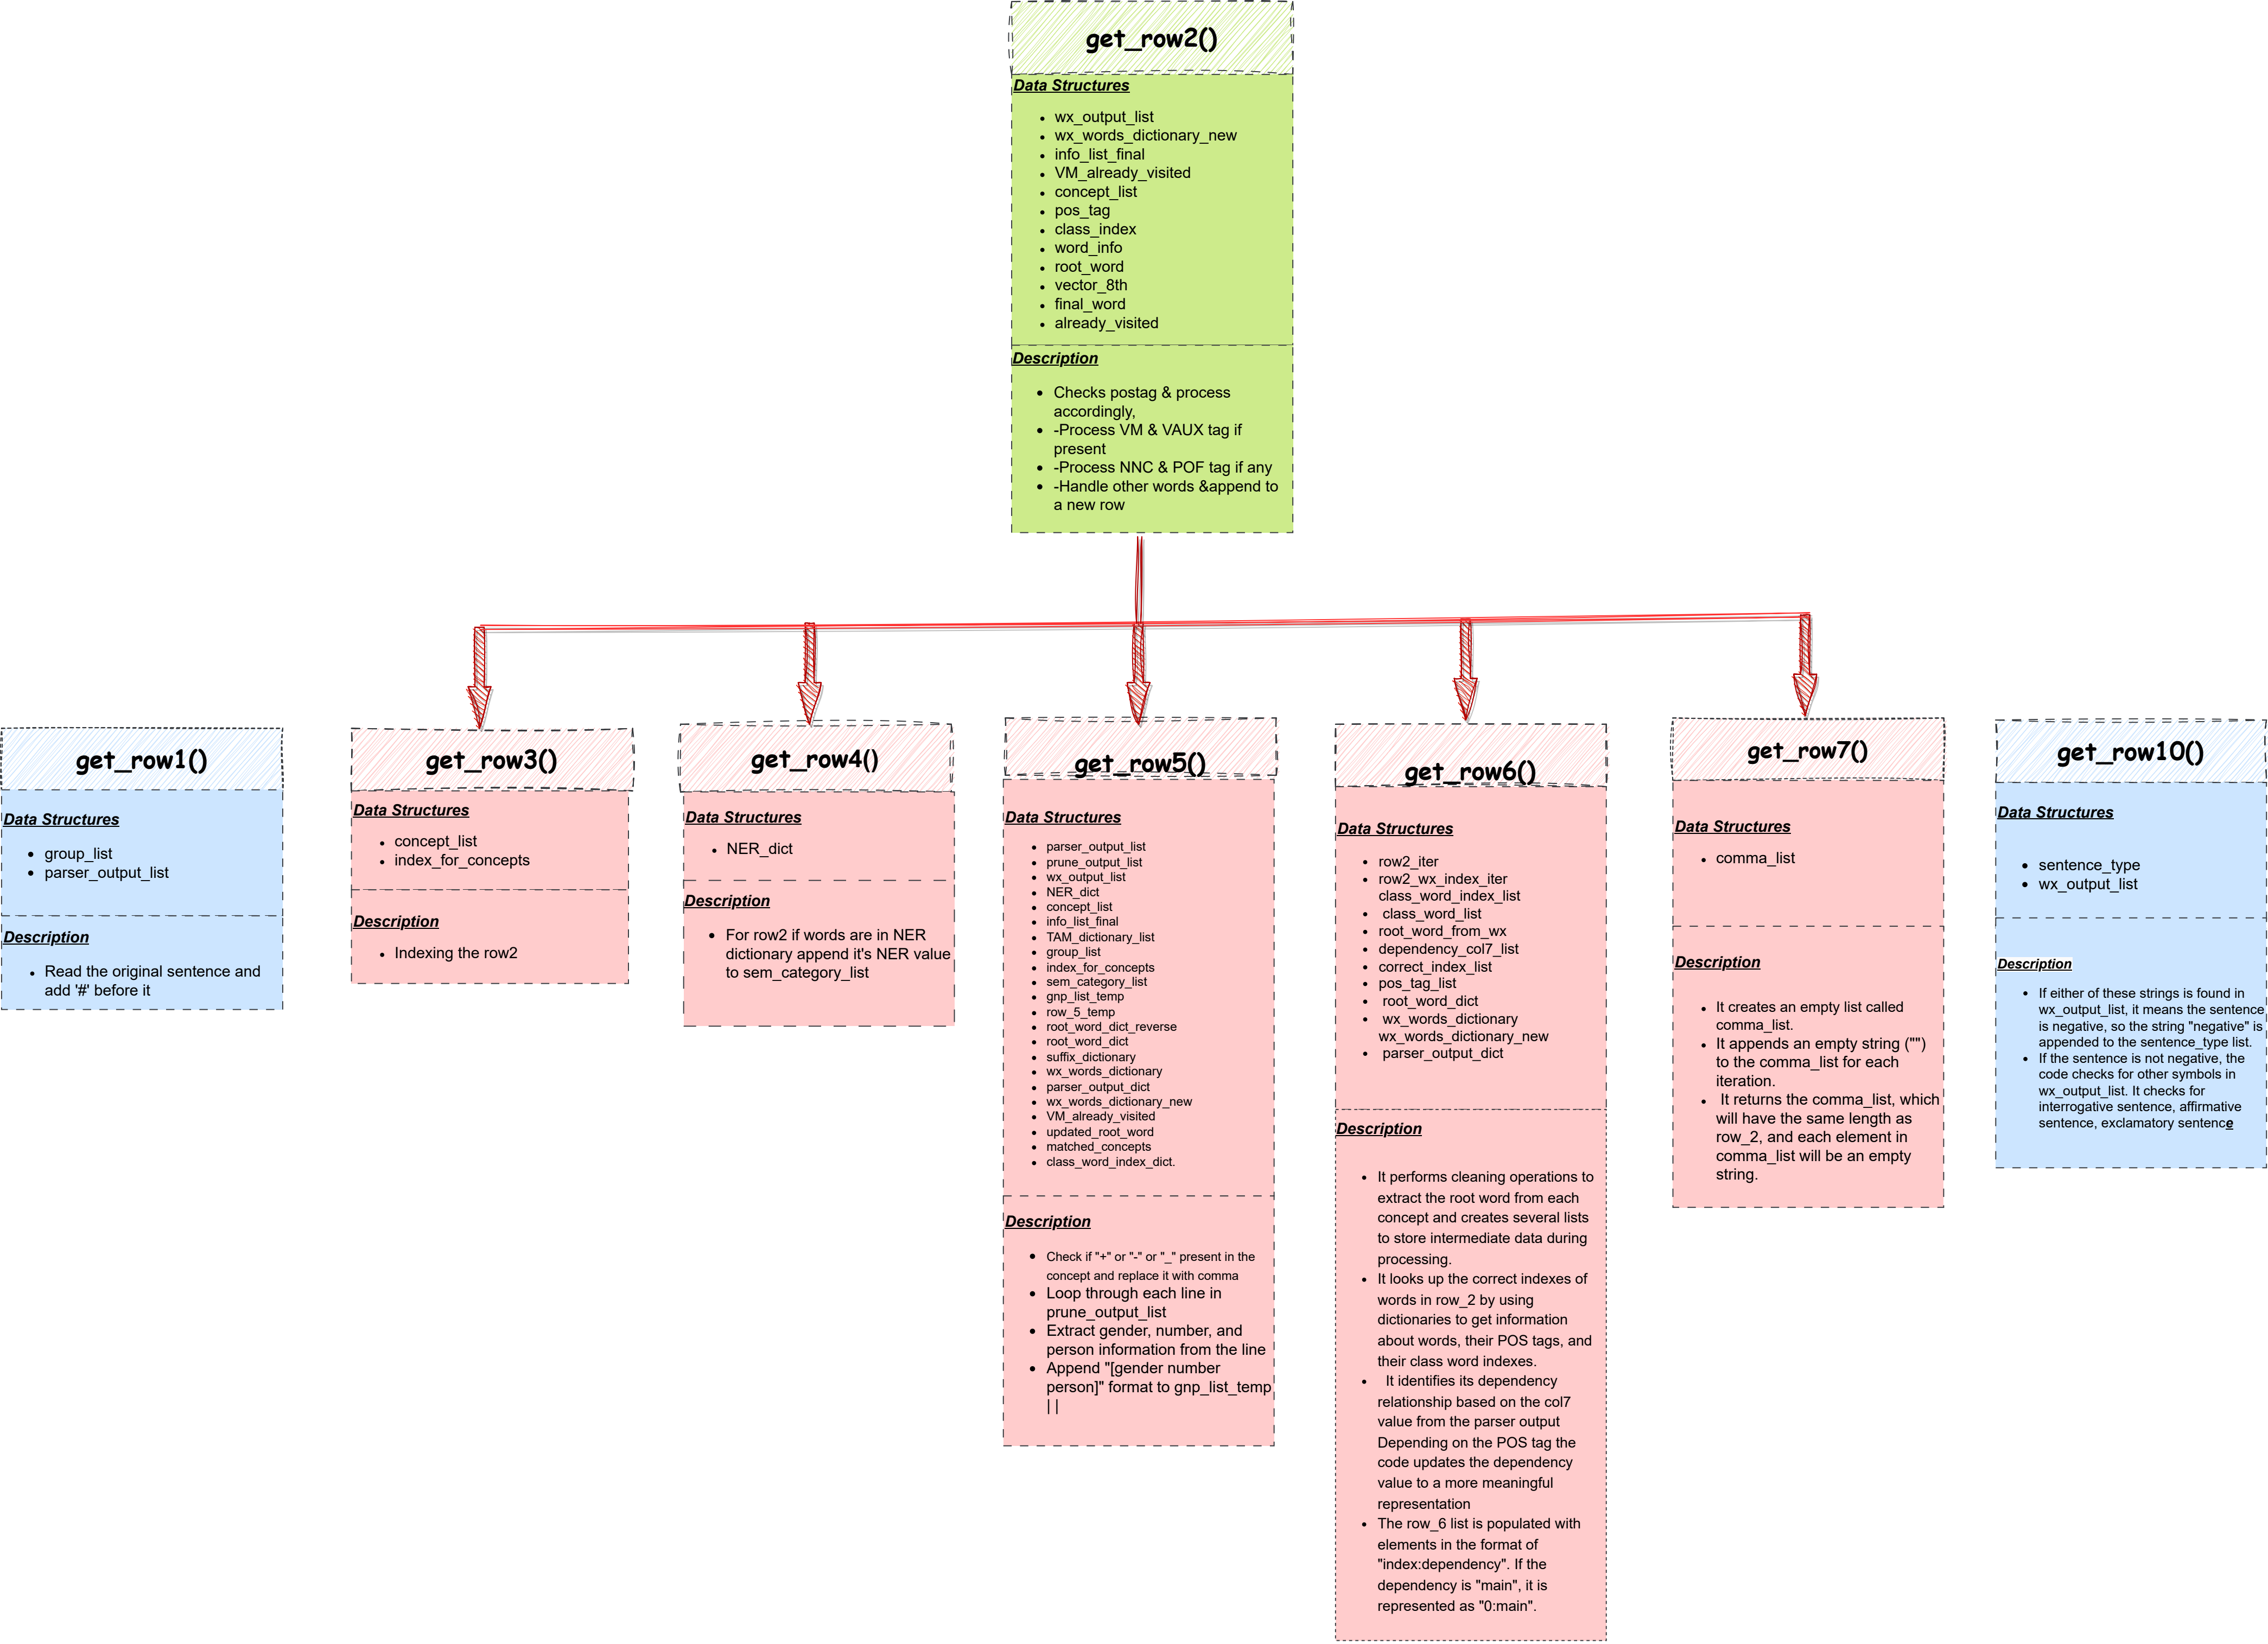 get_row2()
Data Structures
wx_output_list
wx_words_dictionary_new
info_list_final
VM_already_visited
concept_list
pos_tag
class_index
word_info
root_word
vector_8th
final_word
already_visited
Description
Checks postag & process
accordingly,
-Process VM & VAUX tag if
present
-Process NNC & POF tag if any
-Handle other words &append to
a new row
get_row1()
Data Structures
group_list
parser_output_list
Description
Read the original sentence and
add '#' before it
get_row3()
Data Structures
concept_list
index_for_concepts
Description
Indexing the row2
get_row4()
Data Structures
NER_dict
Description
For row2 if words are in NER
dictionary append it's NER value
to sem_category_list
get_row5()
Data Structures
parser_output_list
prune_output_list
wx_output_list
NER_dict
concept_list
info_list_final
TAM_dictionary_list
group_list
index_for_concepts
sem_category_list
gnp_list_temp
row_5_temp
root_word_dict_reverse
root_word_dict
suffix_dictionary
wx_words_dictionary
parser_output_dict
wx_words_dictionary_new
VM_already_visited
updated_root_word
matched_concepts
class_word_index_dict.
Description
Check if "+" or "-" or "_" present in the
concept and replace it with comma
Loop through each line in
prune_output_list
Extract gender, number, and
person information from the line
Append "[gender number
person]" format to gnp_list_temp
| |
get_row6()
Data Structures
row2_iter
row2_wx_index_iter
class_word_index_list
class_word_list
root_word_from_wx
dependency_col7_list
correct_index_list
pos_tag_list
root_word_dict
wx_words_dictionary
wx_words_dictionary_new
parser_output_dict
Description
It performs cleaning operations to
extract the root word from each
concept and creates several lists
to store intermediate data during
processing.
It looks up the correct indexes of
words in row_2 by using
dictionaries to get information
about words, their POS tags, and
their class word indexes.
It identifies its dependency
relationship based on the col7
value from the parser output
Depending on the POS tag the
code updates the dependency
value to a more meaningful
representation
The row_6 list is populated with
elements in the format of
"index:dependency". If the
dependency is "main", it is
represented as "0:main".
get_row7()
Data Structures
comma_list
Description
It creates an empty list called
comma_list.
It appends an empty string ("")
to the comma_list for each
iteration.
It returns the comma_list, which
will have the same length as
row_2, and each element in
comma_list will be an empty
string.
get_row10()
Data Structures
sentence_type
wx_output_list
Description
If either of these strings is found in
wx_output_list, it means the sentence
is negative, so the string "negative" is
appended to the sentence_type list.
If the sentence is not negative, the
code checks for other symbols in
wx_output_list. It checks for
interrogative sentence, affirmative
sentence, exclamatory sentence